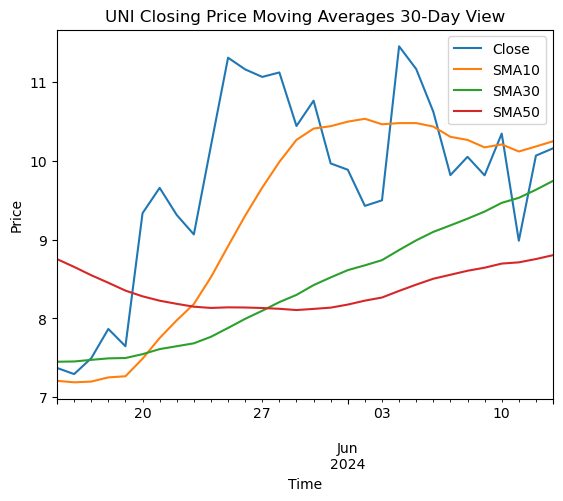 UNI Closing Price Moving Averages 30-Day View
Close
SMA10
SMA30
SMA50
Price
11
10
9
8
7
20
27
03
10
Jun
2024
Time